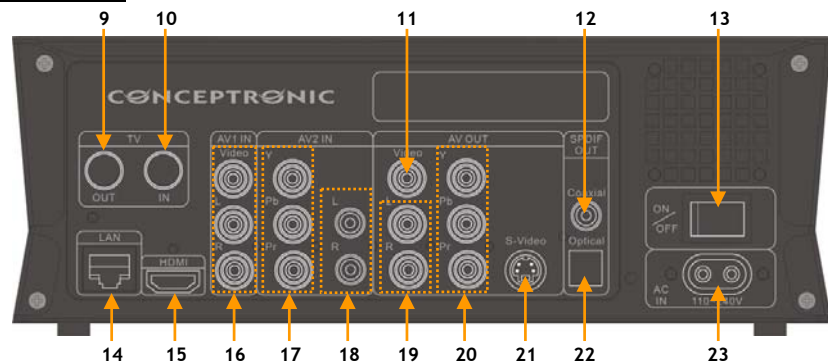 9 10 11 12 13
CONCEPTRONIC
TV AV1 IN AV2 IN AV OUT SPDIF OUT
Video Y Video Y
OUT IN
L L L Pb Pb Coaxial
ON/OFF
LAN HDMI
R Pr R R Pr S-Video Optical
AC IN 110 40V
14 15 16 17 18 19 20 21 22 23